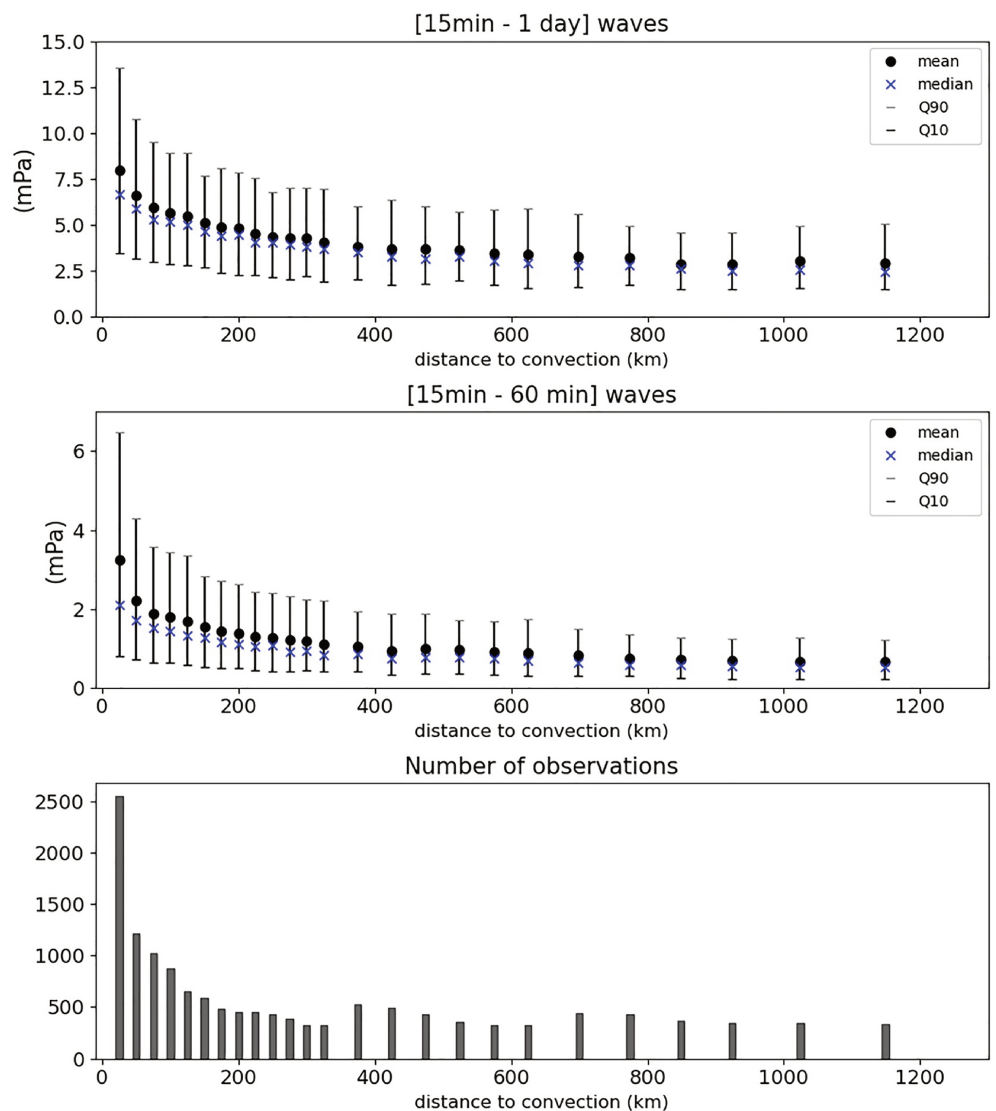 [15min - 1 day] waves
15.0
12.5
10.0
7.5
5.0
2.5
0.0
(mPa)
mean
median
Q90
Q10
0 200 400 600 800 1000 1200
distance to convection (km)
[15min - 60 min] waves
6
4
2
0
(mPa)
mean
median
Q90
Q10
0 200 400 600 800 1000 1200
distance to convection (km)
Number of observations
2500
2000
1500
1000
500
0
0 200 400 600 800 1000 1200
distance to convection (km)